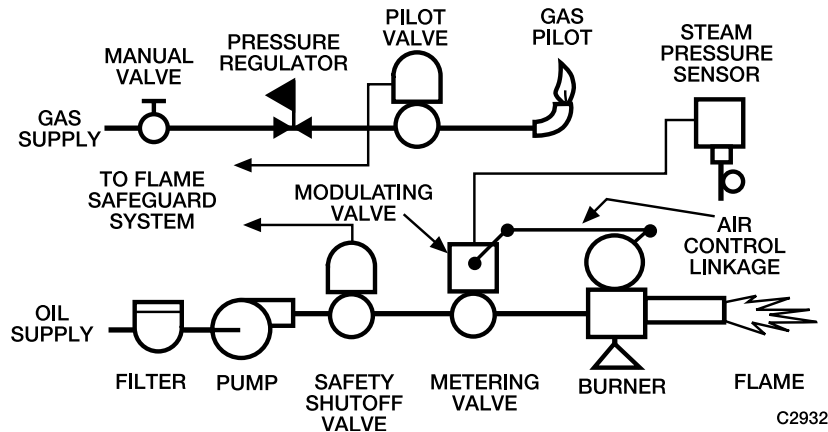 MANUAL
VALVE
PRESSURE
REGULATOR
PILOT
VALVE
GAS
PILOT
STEAM
PRESSURE
SENSOR
GAS
SUPPLY
TO FLAME
SAFEGUARD
SYSTEM
MODULATING
VALVE
AIR
CONTROL
LINKAGE
OIL
SUPPLY
FILTER
PUMP
SAFETY
SHUTOFF
VALVE
METERING
VALVE
BURNER
FLAME
C2932